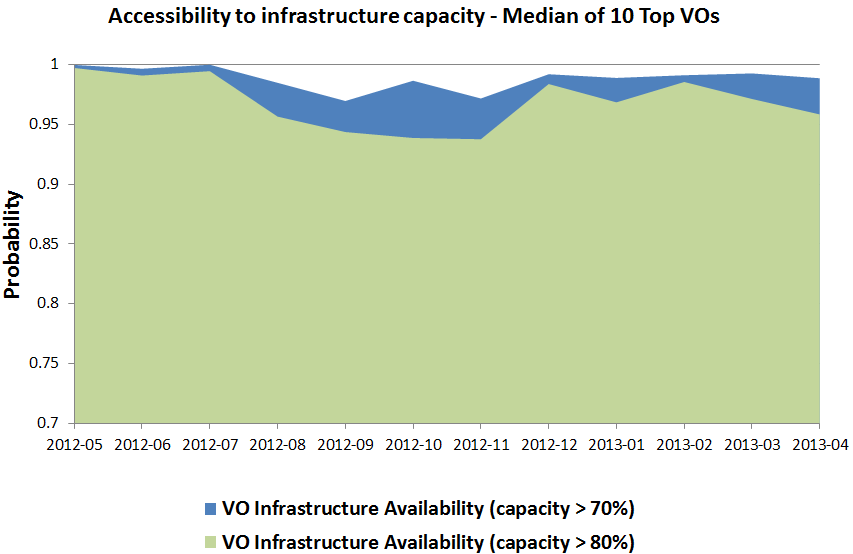 Accessibility to infrastructure capacity - Median of 10 Top VOs
Probability
1
0.95
0.9
0.85
0.8
0.75
0.7
2012-05 2012-06 2012-07 2012-08 2012-09 2012-10 2012-11 2012-12 2013-01 2013-02 2013-03 2013-04
VO Infrastructure Availability (capacity > 70%)
VO Infrastructure Availability (capacity > 80%)